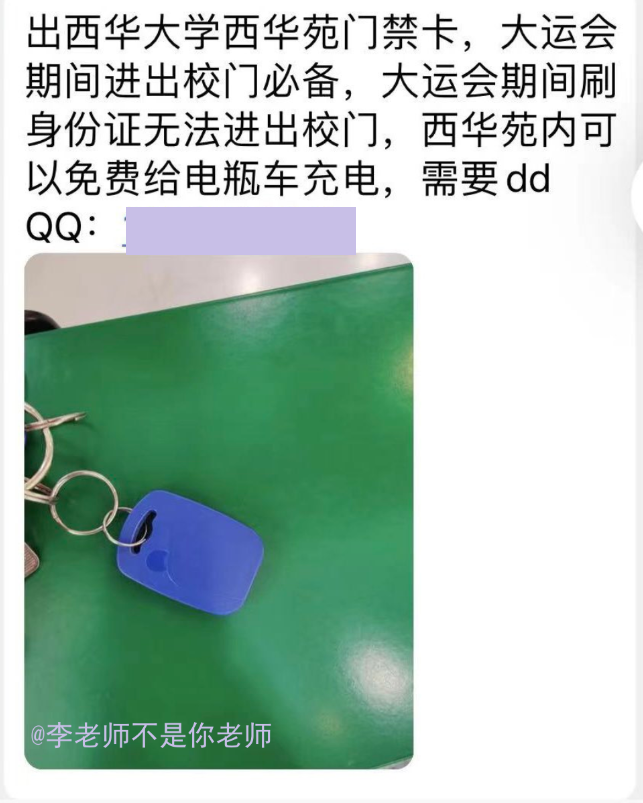 出西华大学西华苑门禁卡，大运会
期间进出校门必备，大运会期间刷
身份证无法进出校门，西华苑内可
以免费给电瓶车充电，需要dd
QQ：
@李老师不是你老师